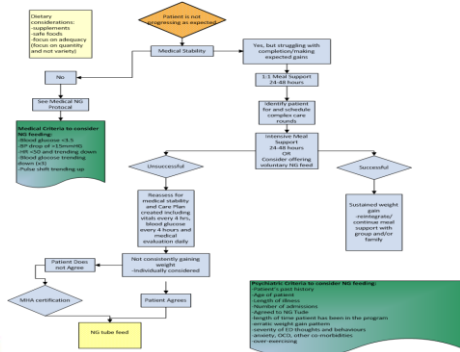 Dietary
considerations:
-supplements
-safe foods
-focus on adequacy
(focus on quantity
and not variety)
Patient is not
progressing as expected
Medical Stability
Yes, but struggling with
completion/making
expected gains
No
1:1 Meal Support
24-48 hours
See Medical NG
Protocal
Identify patient
for and schedule
complex care
rounds
Medical Criteria to consider
NG feeding:
-Blood glucose <3.5
-BP drop of >15mmHG
-HR <50 and trending down
-Blood glucose trending
down (x3)
-Pulse shift trending up
Intensive Meal
Support
24-48 hours
OR
Consider offering
voluntary NG feed
Unsuccessful
Successful
Reassess for
medical stability
and Care Plan
created including
vitals every 4 hrs,
blood glucose
every 4 hours and
medical
evaluation daily
Sustained weight
gain
-reintegrate/
continue meal
support with
group and/or
family
Patient Does
not Agree
Not consistently gaining
weight
-Individually considered
MHA certification
Patient Agrees
NG tube feed
Psychiatric Criteria to consider NG feeding:
-Patient's past history
-Age of patient
-Length of illness
-Number of admissions
-Agreed to NG Tude
-length of time patient has been in the program
-erratic weight gain pattern
-severity of ED thoughts and behaviours
-anxiety, OCD, other co-morbidities
-over-exercising